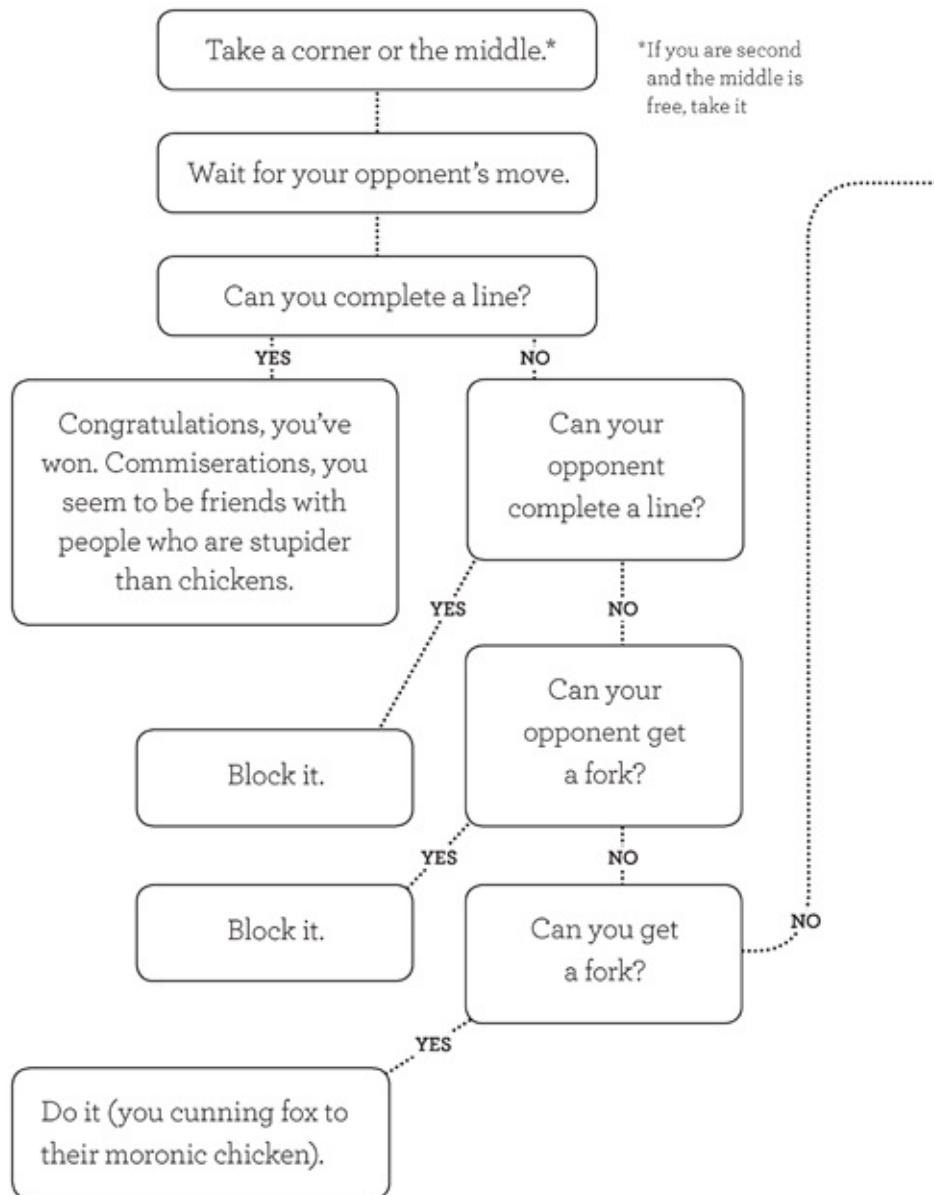 Take a corner or the middle.*
*If you are second
and the middle is
free, take it
Wait for your opponent’s move.
Can you complete a line?
YES
NO
Congratulations, you’ve
won. Commiserations, you
seem to be friends with
people who are stupider
than chickens.
Can your
opponent
complete a line?
YES
NO
Block it.
Can your
opponent get
a fork?
YES
NO
Block it.
Can you get
a fork?
NO
YES
Do it (you cunning fox to
their moronic chicken).